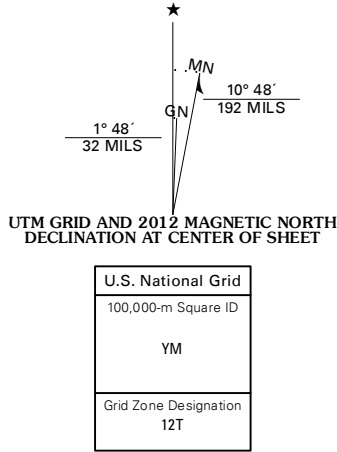 ★
MN
GN
10° 48´
192 MILS
1° 48´
32 MILS
UTM GRID AND 2012 MAGNETIC NORTH
DECLINATION AT CENTER OF SHEET
U.S. National Grid
100,000-m Square ID
YM
Grid Zone Designation
12T